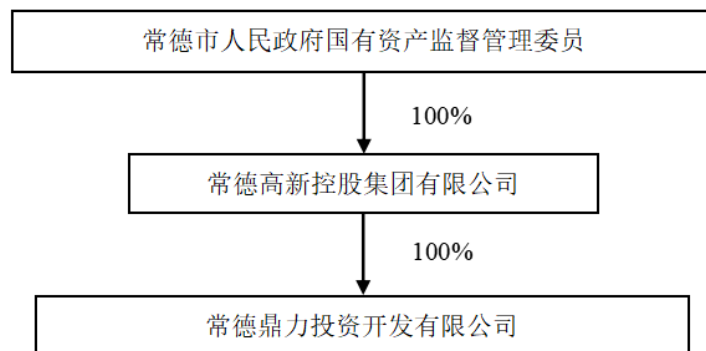 常德市人民政府国有资产监督管理委员
100%
常德高新控股集团有限公司
100%
常德鼎力投资开发有限公司